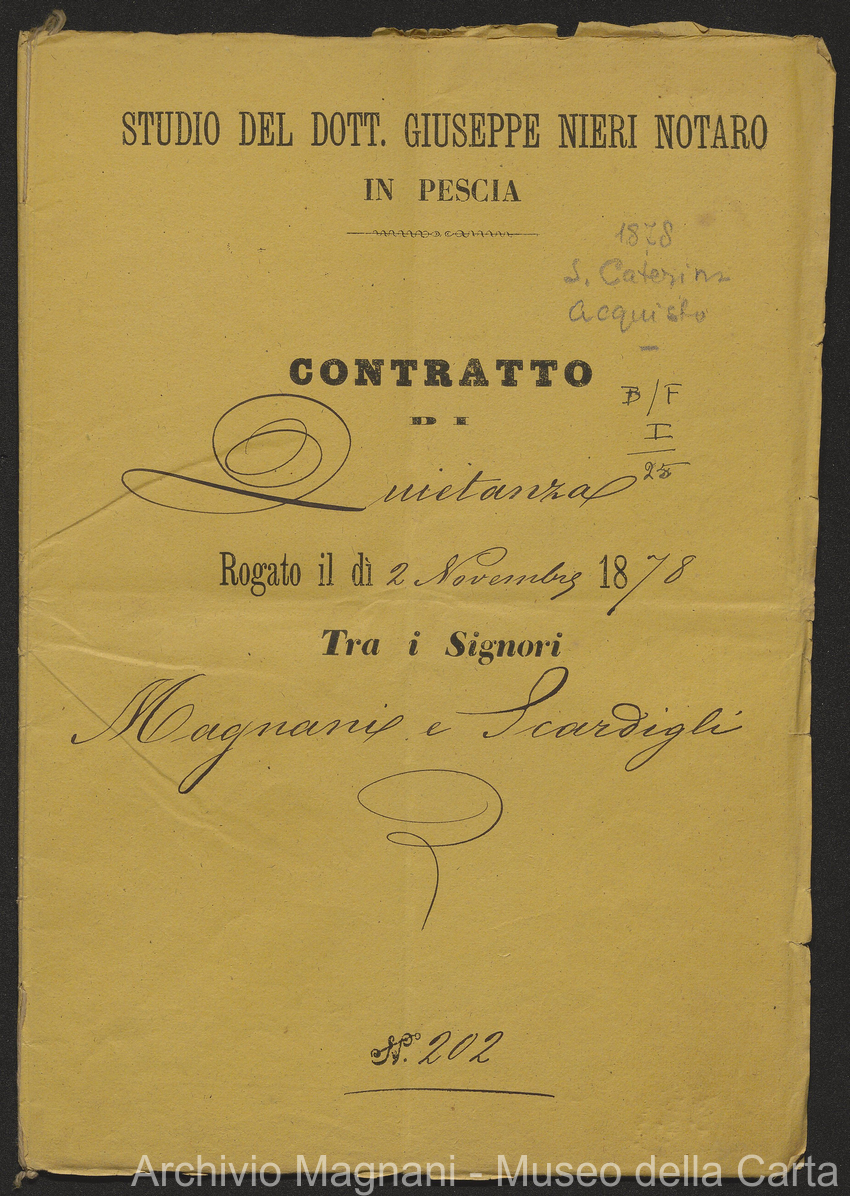 STUDIO DEL DOTT. GIUSEPPE NIERI NOTARO
IN PESCIA
1878
S. Caterina
Acquisto
CONTRATTO
B/F
DI
I
25
Quietanza
Rogato il dì 2 Novembre 1878
Tra i Signori
Magnani e Scardigli
N.º 202
Archivio Magnani - Museo della Carta